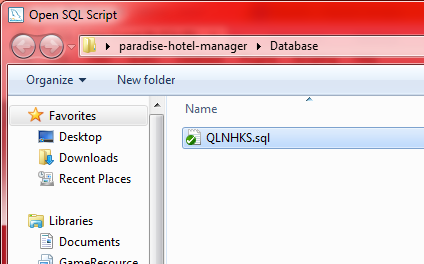 Open SQL Script
paradise-hotel-manager Database
Organize New folder
Favorites
Desktop
Downloads
Recent Places
Libraries
Documents
GameResource
Name
QLNHKS.sql